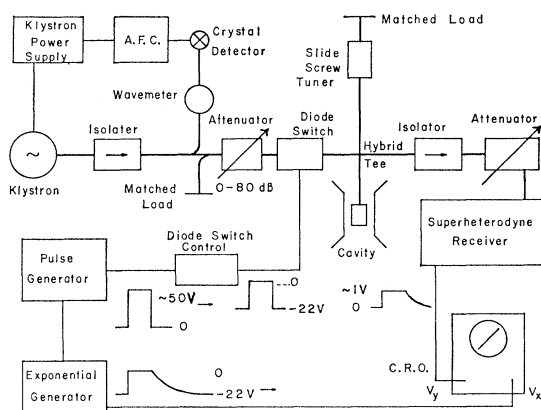 Klystron
Power
Supply
A.F.C.
Crystal
Detector
Matched Load
Slide
Screw
Tuner
Wavemeter
Isolater
Attenuator
Diode
Switch
Hybrid
Tee
Isolator
Attenuator
~
Klystron
Matched
Load
0-80 dB
Cavity
Superheterodyne
Receiver
Diode Switch
Control
Pulse
Generator
~50V
0
...0
-22V
~1V
0
Exponential
Generator
0
-22V
C.R.O.
Vy
Vx